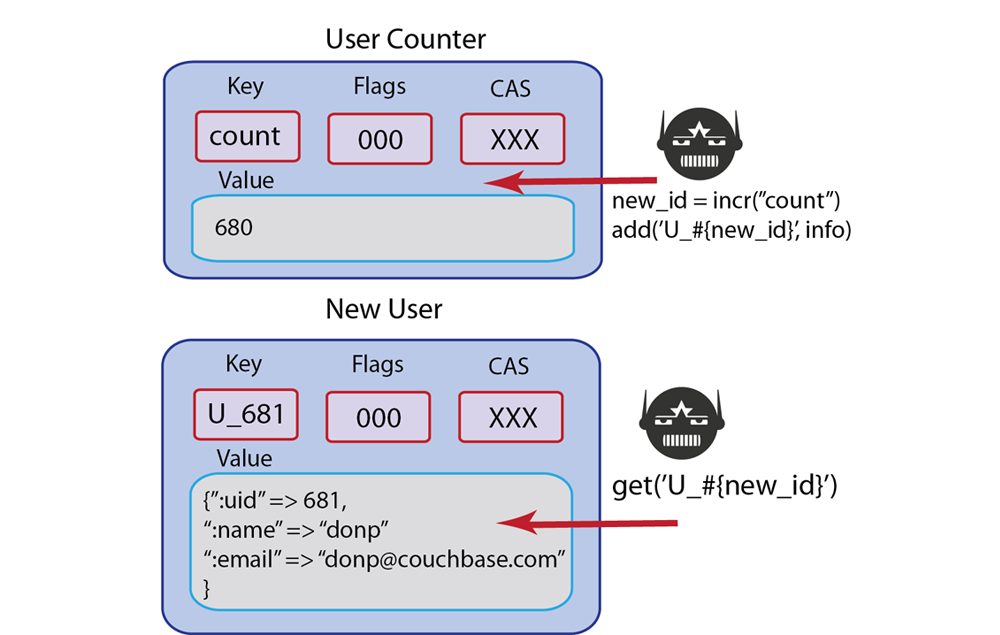 User Counter
Key Flags CAS
count 000 XXX
Value
680
new_id = incr(”count”)
add(’U_#{new_id}’, info)
New User
Key Flags CAS
U_681 000 XXX
Value
{”:uid” => 681,
“:name” => “donp”
“:email” => “donp@couchbase.com”
}
get(’U_#{new_id}’)